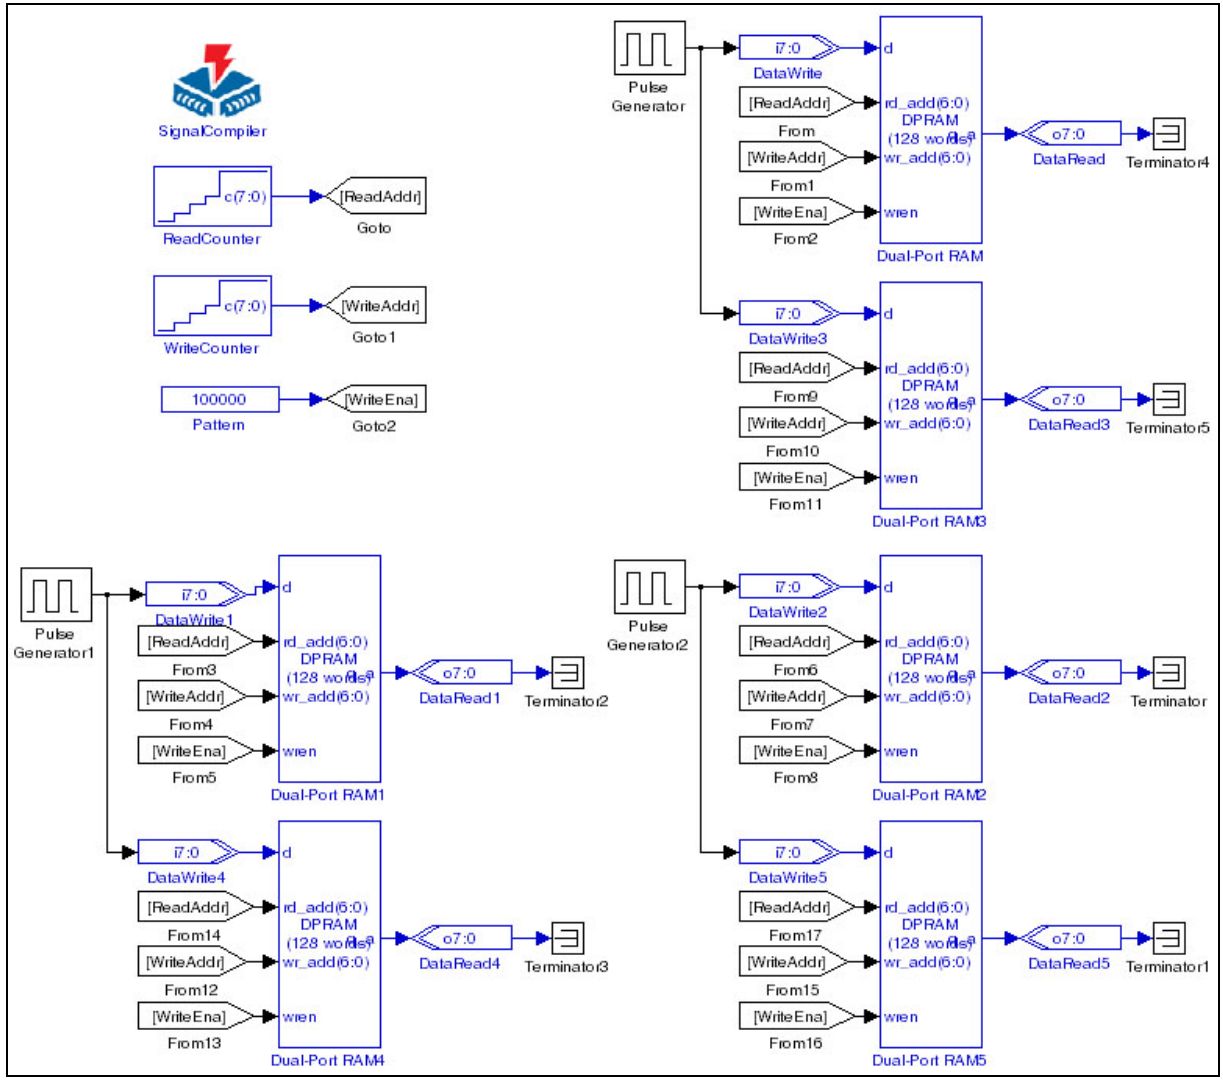 SignalCompiler
c(7:0)
[ReadAddr]
ReadCounter
Goto
c(7:0)
[WriteAddr]
WriteCounter
Goto1
100000
[WriteEna]
Pattern
Goto2
Pulse
Generator
i7:0
d
DataWrite
[ReadAddr]
rd_add(6:0)
From
DPRAM
(128 words)
q_a
[WriteAddr]
wr_add(6:0)
From1
[WriteEna]
wren
From2
Dual-Port RAM
o7:0
DataRead
Terminator4
i7:0
d
DataWrite3
[ReadAddr]
rd_add(6:0)
From9
DPRAM
(128 words)
q_a
[WriteAddr]
wr_add(6:0)
From10
[WriteEna]
wren
From11
Dual-Port RAM3
o7:0
DataRead3
Terminator5
Pulse
Generator1
i7:0
d
DataWrite1
[ReadAddr]
rd_add(6:0)
From3
DPRAM
(128 words)
q_a
[WriteAddr]
wr_add(6:0)
From4
[WriteEna]
wren
From5
Dual-Port RAM1
o7:0
DataRead1
Terminator2
Pulse
Generator2
i7:0
d
DataWrite2
[ReadAddr]
rd_add(6:0)
From6
DPRAM
(128 words)
q_a
[WriteAddr]
wr_add(6:0)
From7
[WriteEna]
wren
From8
Dual-Port RAM2
o7:0
DataRead2
Terminator
i7:0
d
DataWrite4
[ReadAddr]
rd_add(6:0)
From14
DPRAM
(128 words)
q_a
[WriteAddr]
wr_add(6:0)
From12
[WriteEna]
wren
From13
Dual-Port RAM4
o7:0
DataRead4
Terminator3
i7:0
d
DataWrite5
[ReadAddr]
rd_add(6:0)
From17
DPRAM
(128 words)
q_a
[WriteAddr]
wr_add(6:0)
From15
[WriteEna]
wren
From16
Dual-Port RAM5
o7:0
DataRead5
Terminator1